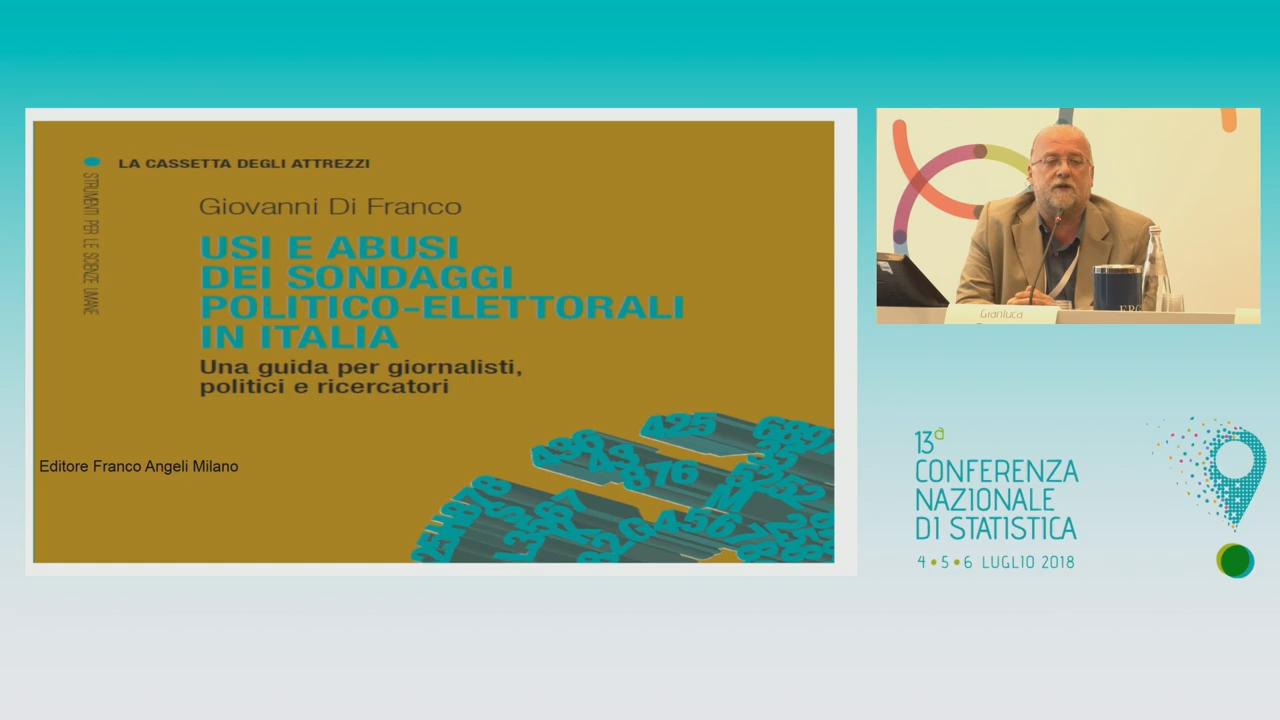 LA CASSETTA DEGLI ATTREZZI
STRUMENTI PER LE SCIENZE UMANE
Giovanni Di Franco
USI E ABUSI
DEI SONDAGGI
POLITICO-ELETTORALI
IN ITALIA
Una guida per giornalisti,
politici e ricercatori
Editore Franco Angeli Milano
425
876
Gianluca
13a
CONFERENZA
NAZIONALE
DI STATISTICA
4 • 5 • 6 LUGLIO 2018